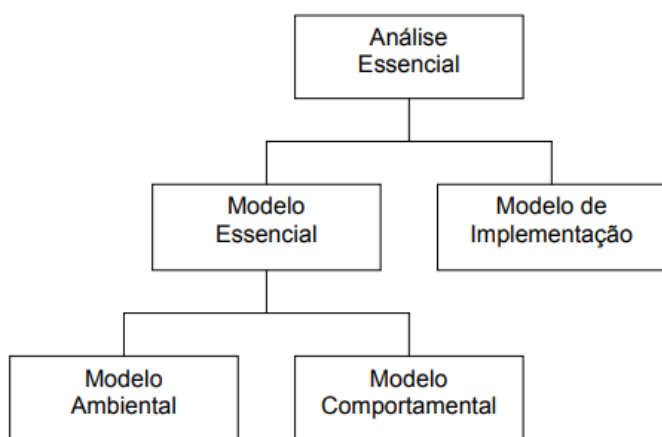 Análise
Essencial
Modelo
Essencial
Modelo de
Implementação
Modelo
Ambiental
Modelo
Comportamental